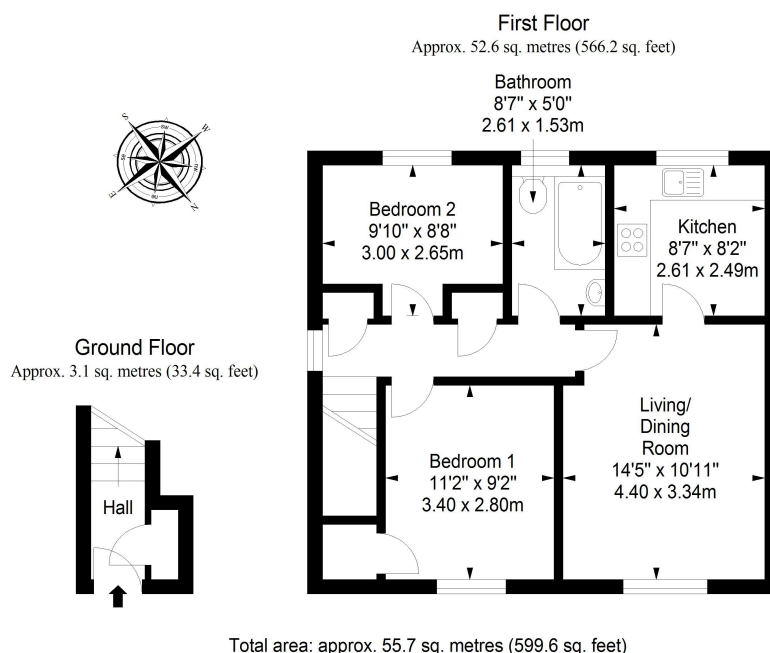 First Floor
Approx. 52.6 sq. metres (566.2 sq. feet)
Bathroom
8'7" x 5'0"
2.61 x 1.53m
S
W
E
N
Bedroom 2
9'10" x 8'8"
3.00 x 2.65m
Kitchen
8'7" x 8'2"
2.61 x 2.49m
Ground Floor
Approx. 3.1 sq. metres (33.4 sq. feet)
Hall
Bedroom 1
11'2" x 9'2"
3.40 x 2.80m
Living/
Dining
Room
14'5" x 10'11"
4.40 x 3.34m
Total area: approx. 55.7 sq. metres (599.6 sq. feet)